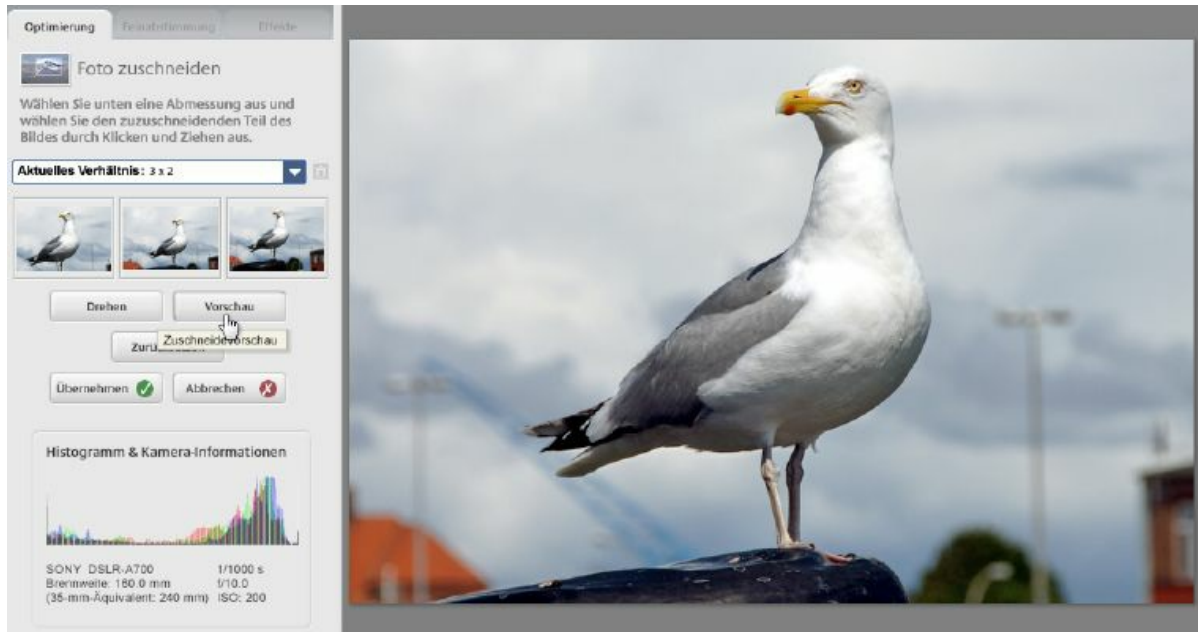 Optimierung Feinabstimmung Effekte
Foto zuschneiden
Wählen Sie unten eine Abmessung aus und
wählen Sie den zuzuschneidenden Teil des
Bildes durch Klicken und Ziehen aus.
Aktuelles Verhältnis: 3 x 2
Drehen Vorschau
Zuschneidevorschau
Übernehmen Abbrechen
Histogramm & Kamera-Informationen
SONY DSLR-A700 1/1000 s
Brennweite: 160.0 mm f/10.0
(35-mm-Äquivalent: 240 mm) ISO: 200